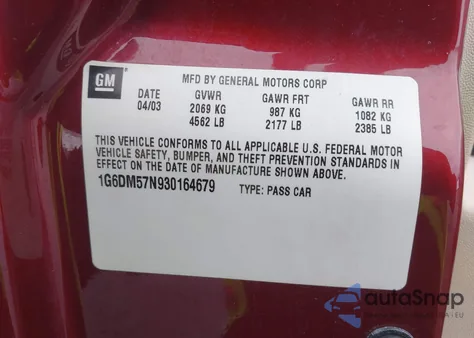 GM
MFD BY GENERAL MOTORS CORP
DATE GVWR GAWR FRT GAWR RR
04/03 2069 KG 987 KG 1082 KG
4562 LB 2177 LB 2385 LB
THIS VEHICLE CONFORMS TO ALL APPLICABLE U.S. FEDERAL MOTOR
VEHICLE SAFETY, BUMPER, AND THEFT PREVENTION STANDARDS IN
EFFECT ON THE DATE OF MANUFACTURE SHOWN ABOVE.
1G6DM57N930164679 TYPE: PASS CAR
autoSnap